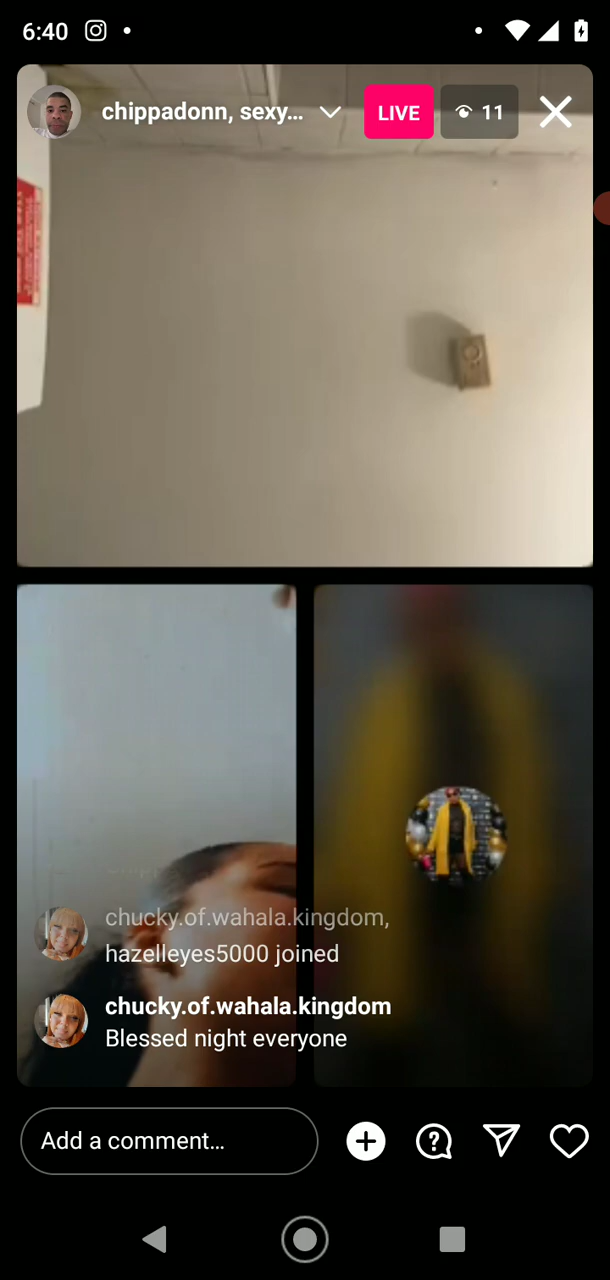 6:40
chippadonn, sexy...
LIVE
11
chucky.of.wahala.kingdom,
hazelleyes5000 joined
chucky.of.wahala.kingdom
Blessed night everyone
Add a comment...